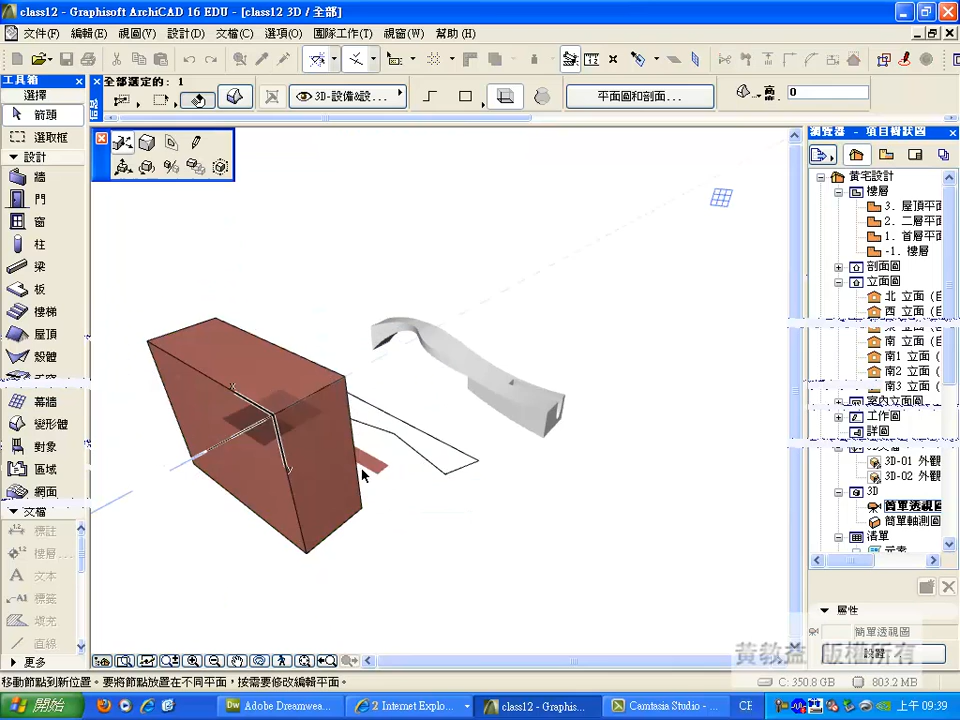 class12 - Graphisoft ArchiCAD 16 EDU - [class12 3D / 全部]
文件(F) 編輯(E) 視圖(V) 設計(D) 文檔(C) 選項(O) 團隊工作(T) 視窗(W) 幫助(H)
工具箱
選擇
箭頭
選取框
設計
牆
門
窗
柱
梁
板
樓梯
屋頂
殼體
幕牆
變形體
對象
區域
網面
文檔
標註
樓層...
文本
標籤
填充
直線
更多
全部選定的: 1
3D-設備&設...
平面圖和剖面...
高:
0
瀏覽器 - 項目樹狀圖
黃宅設計
樓層
3. 屋頂平面
2. 二層平面
1. 首層平面
-1. 樓層
剖面圖
立面圖
北 立面 (自
西 立面 (自
南 立面 (自
南1 立面 (
南2 立面 (
南3 立面
室內立面圖
工作圖
詳圖
3D-01 外觀
3D-02 外觀
3D
簡單透視圖
簡單軸測圖
清單
元素
屬性
簡單透視圖
設置...
黃教益 版權所有
移動節點到新位置。要將節點放置在不同平面，按需要修改編輯平面。
C: 350.8 GB
803.2 MB
開始
Adobe Dreamwea...
2 Internet Explo...
class12 - Graphis...
Camtasia Studio - ...
CE
上午 09:39